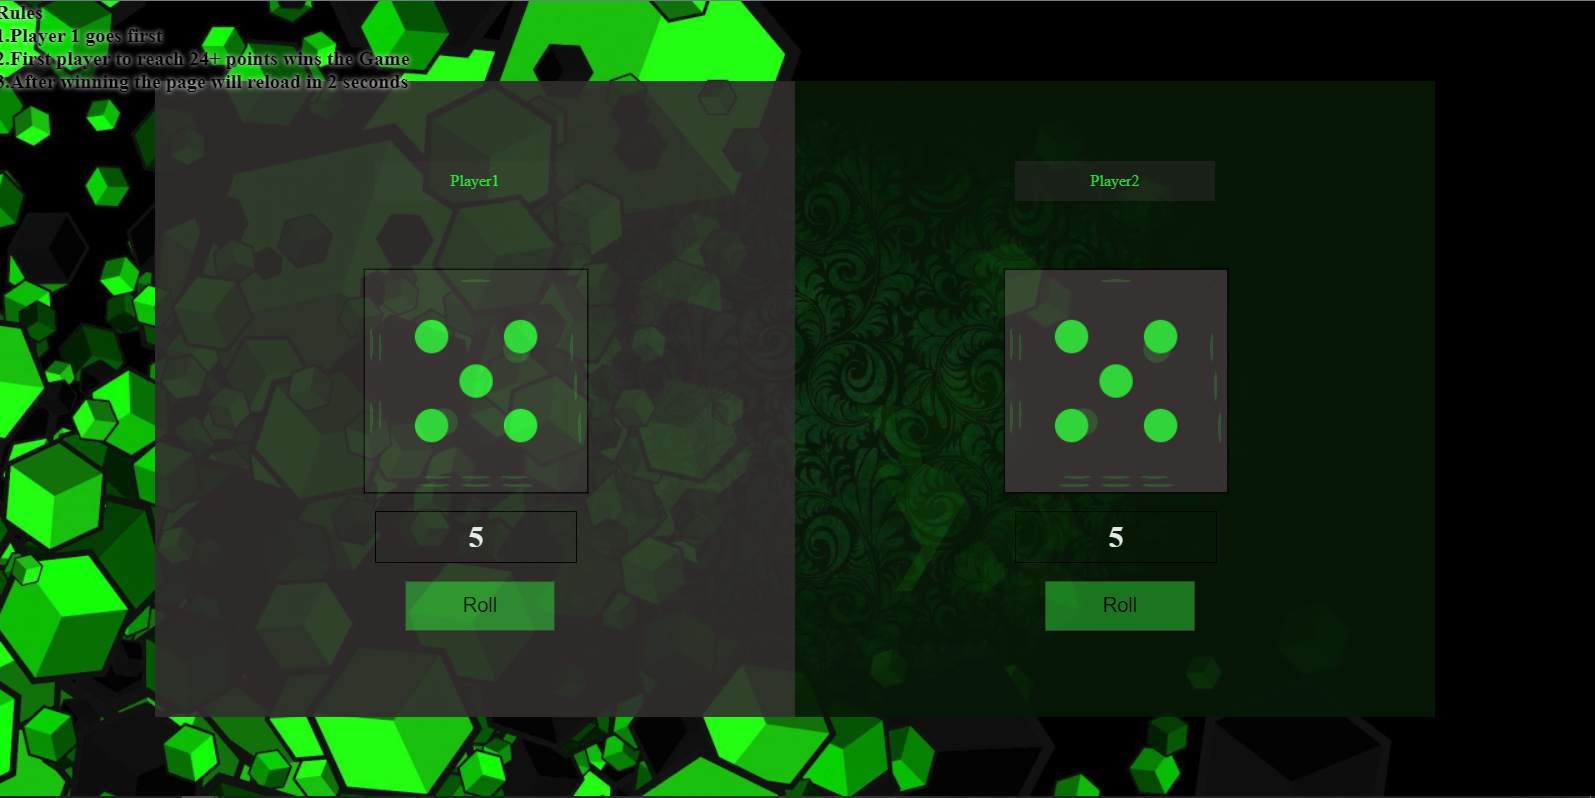 Rules
1.Player 1 goes first
2.First player to reach 24+ points wins the Game
3.After winning the page will reload in 2 seconds
Player1
Player2
5
5
Roll
Roll